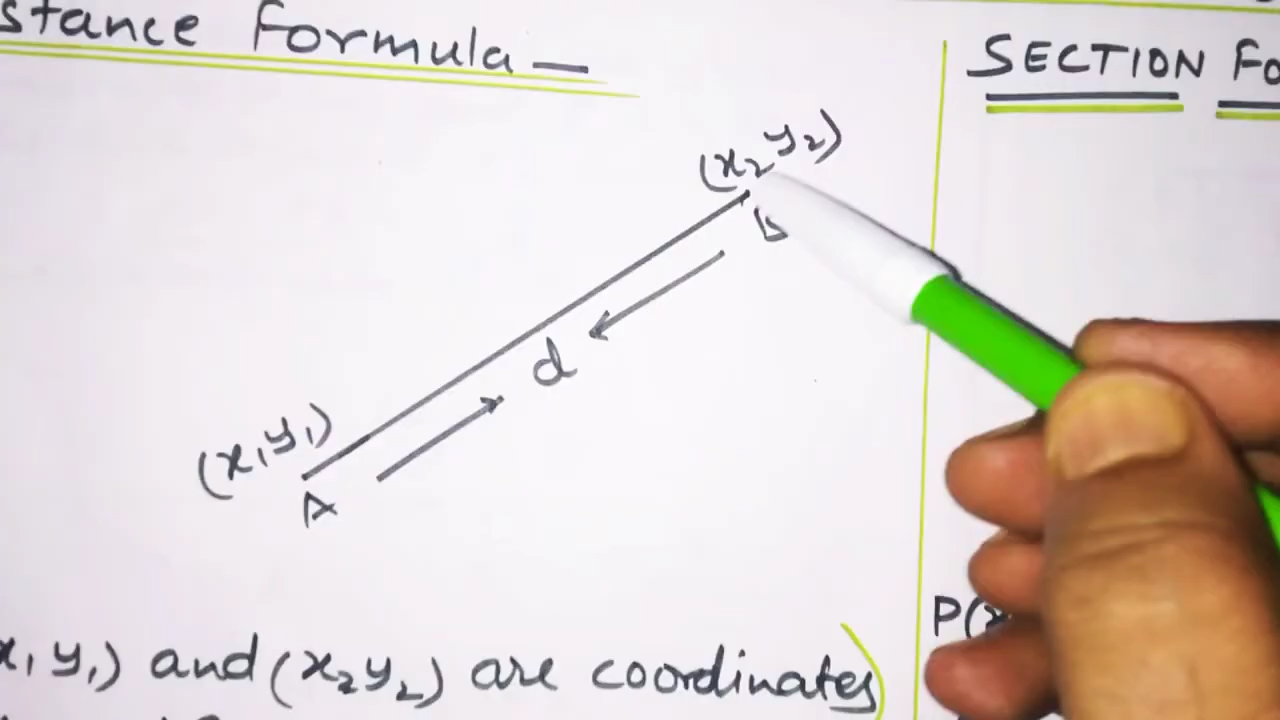 stance formula
SECTION Fo
(x₂ y₂)
d
(x₁ y₁)
A
P(x
x₁ y₁) and (x₂ y₂) are coordinates